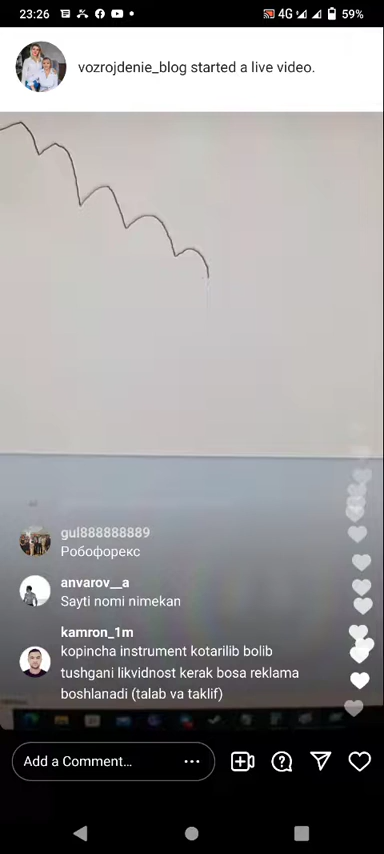 23:26
4G
59%
vozrojdenie_blog started a live video.
gul888888889
Робофорекс
anvarov__a
Sayti nomi nimekan
kamron_1m
kopincha instrument kotarilib bolib
tushgani likvidnost kerak bosa reklama
boshlanadi (talab va taklif)
Add a Comment...